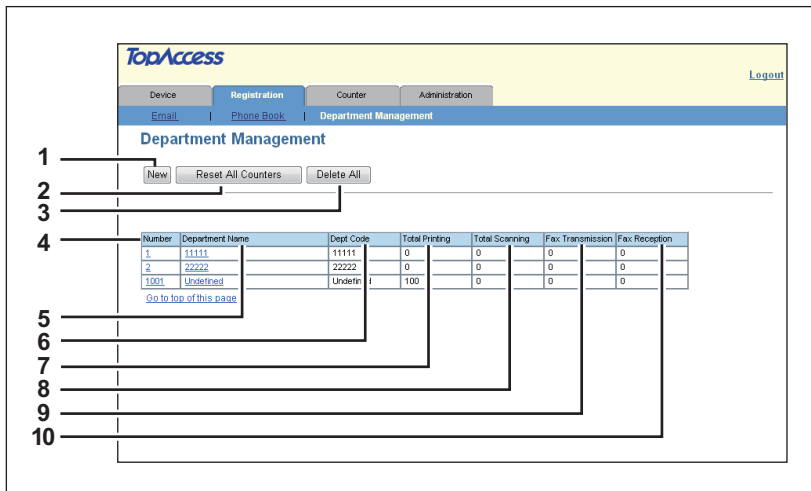 TopAccess
Logout
Device Registration Counter Administration
Email | Phone Book | Department Management
Department Management
1
New Reset All Counters Delete All
2
3
4 Number Department Name Dept Code Total Printing Total Scanning Fax Transmission Fax Reception
1 11111 11111 0 0 0 0
2 22222 22222 0 0 0 0
1001 Undefined Undefined 100 0 0 0
Go to top of this page
5
6
7
8
9
10